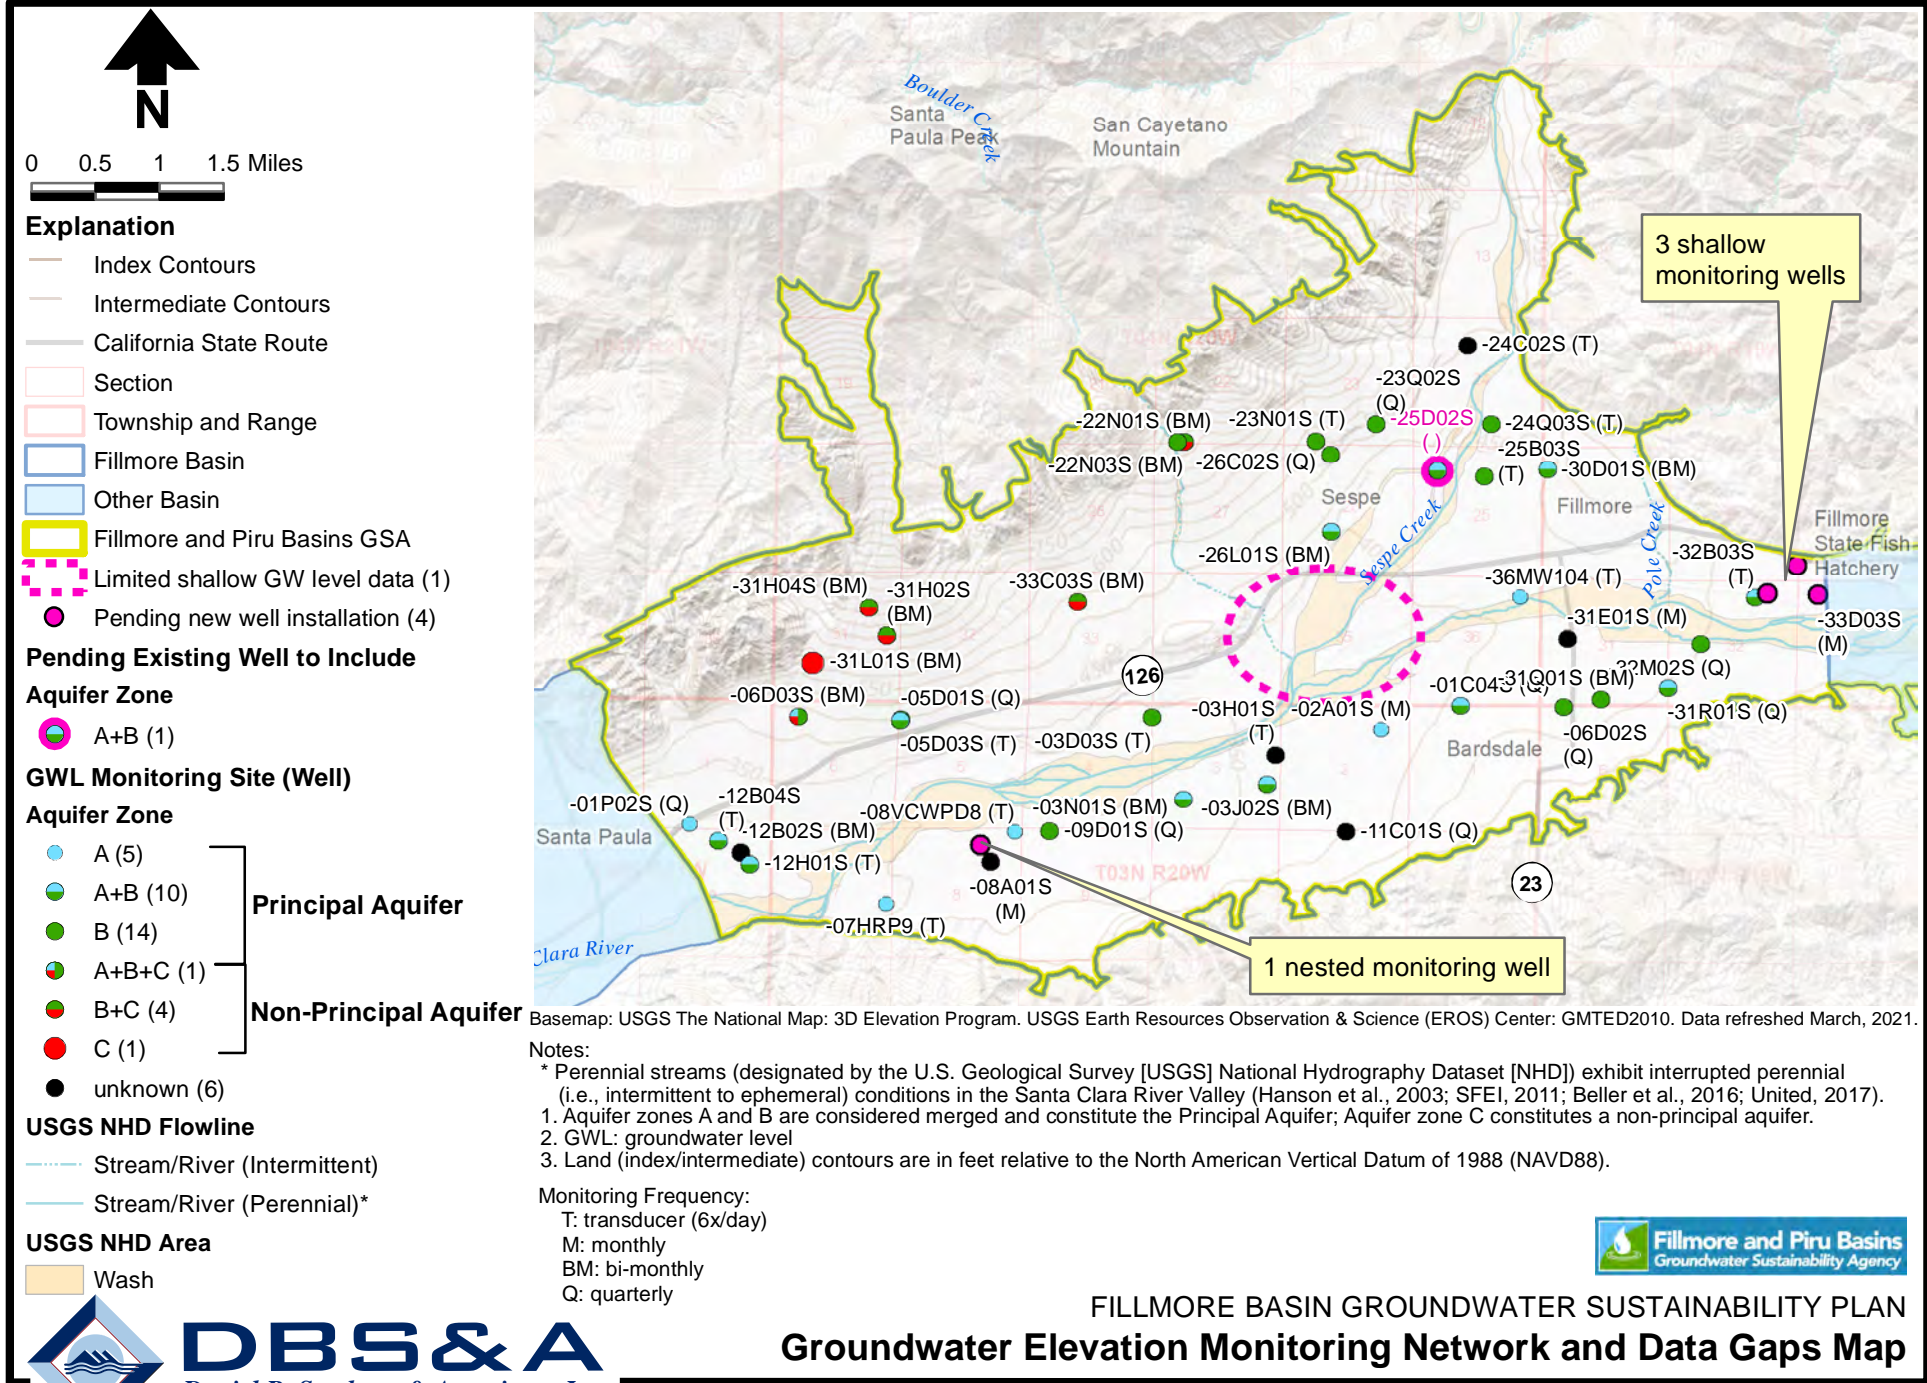 N
0 0.5 1 1.5 Miles
Explanation
Index Contours
Intermediate Contours
California State Route
Section
Township and Range
Fillmore Basin
Other Basin
Fillmore and Piru Basins GSA
Limited shallow GW level data (1)
Pending new well installation (4)
Pending Existing Well to Include
Aquifer Zone
A+B (1)
GWL Monitoring Site (Well)
Aquifer Zone
A (5)
A+B (10)
B (14)
A+B+C (1)
B+C (4)
C (1)
unknown (6)
Principal Aquifer
Non-Principal Aquifer
USGS NHD Flowline
Stream/River (Intermittent)
Stream/River (Perennial)*
USGS NHD Area
Wash
DBS&A
Boulder Creek
Santa
Paula Peak
San Cayetano
Mountain
3 shallow
monitoring wells
-24C02S (T)
-23Q02S
(Q)
-25D02S
( )
-22N01S (BM)
-23N01S (T)
-24Q03S (T)
-25B03S
(T)
-22N03S (BM)
-26C02S (Q)
-30D01S (BM)
Sespe
Fillmore
Sespe Creek
Pole Creek
Fillmore
State Fish
Hatchery
-26L01S (BM)
-32B03S
(T)
-31H04S (BM)
-31H02S
(BM)
-33C03S (BM)
-36MW104 (T)
-31E01S (M)
-33D03S
(M)
-31L01S (BM)
126
-32M02S (Q)
-31Q01S (BM)
-01C04S (Q)
-06D03S (BM)
-05D01S (Q)
-03H01S
(T)
-02A01S (M)
-31R01S (Q)
-05D03S (T)
-03D03S (T)
-06D02S
(Q)
Bardsdale
-01P02S (Q)
-12B04S
(T)
-08VCWPD8 (T)
-03N01S (BM)
-03J02S (BM)
Santa Paula
-12B02S (BM)
-09D01S (Q)
-11C01S (Q)
-12H01S (T)
T03N R20W
-08A01S
(M)
23
-07HRP9 (T)
Clara River
1 nested monitoring well
Basemap: USGS The National Map: 3D Elevation Program. USGS Earth Resources Observation & Science (EROS) Center: GMTED2010. Data refreshed March, 2021.
Notes:
* Perennial streams (designated by the U.S. Geological Survey [USGS] National Hydrography Dataset [NHD]) exhibit interrupted perennial
(i.e., intermittent to ephemeral) conditions in the Santa Clara River Valley (Hanson et al., 2003; SFEI, 2011; Beller et al., 2016; United, 2017).
1. Aquifer zones A and B are considered merged and constitute the Principal Aquifer; Aquifer zone C constitutes a non-principal aquifer.
2. GWL: groundwater level
3. Land (index/intermediate) contours are in feet relative to the North American Vertical Datum of 1988 (NAVD88).
Monitoring Frequency:
T: transducer (6x/day)
M: monthly
BM: bi-monthly
Q: quarterly
Fillmore and Piru Basins
Groundwater Sustainability Agency
FILLMORE BASIN GROUNDWATER SUSTAINABILITY PLAN
Groundwater Elevation Monitoring Network and Data Gaps Map